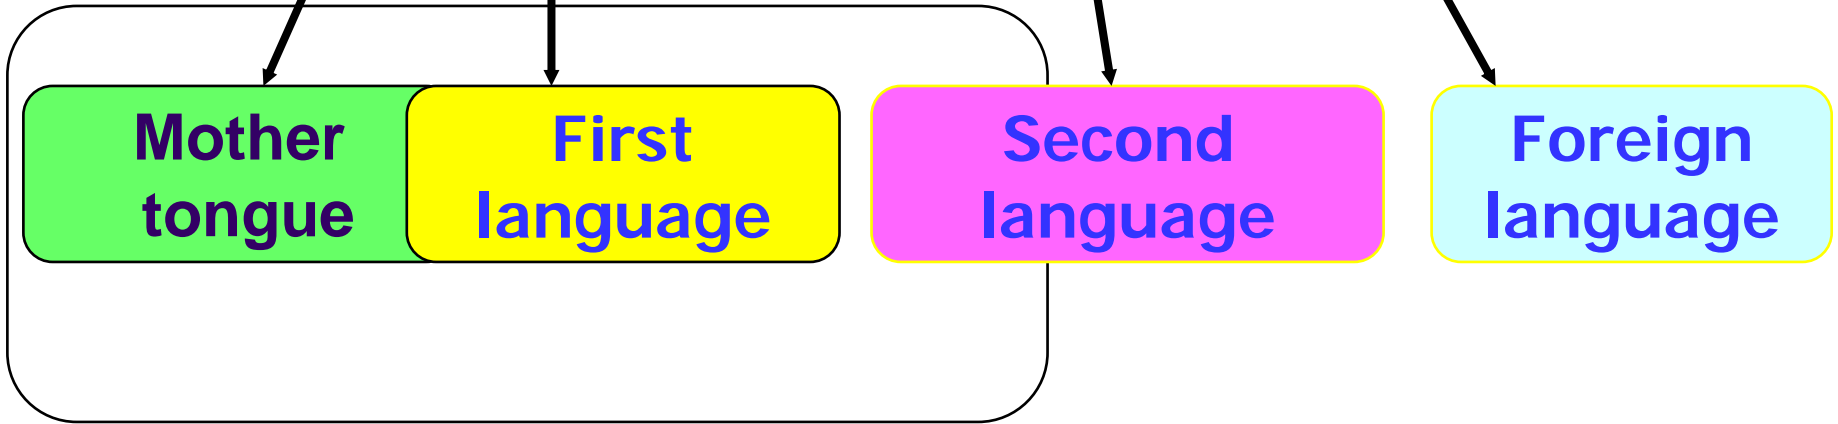 Mother
tongue
First
language
Second
language
Foreign
language